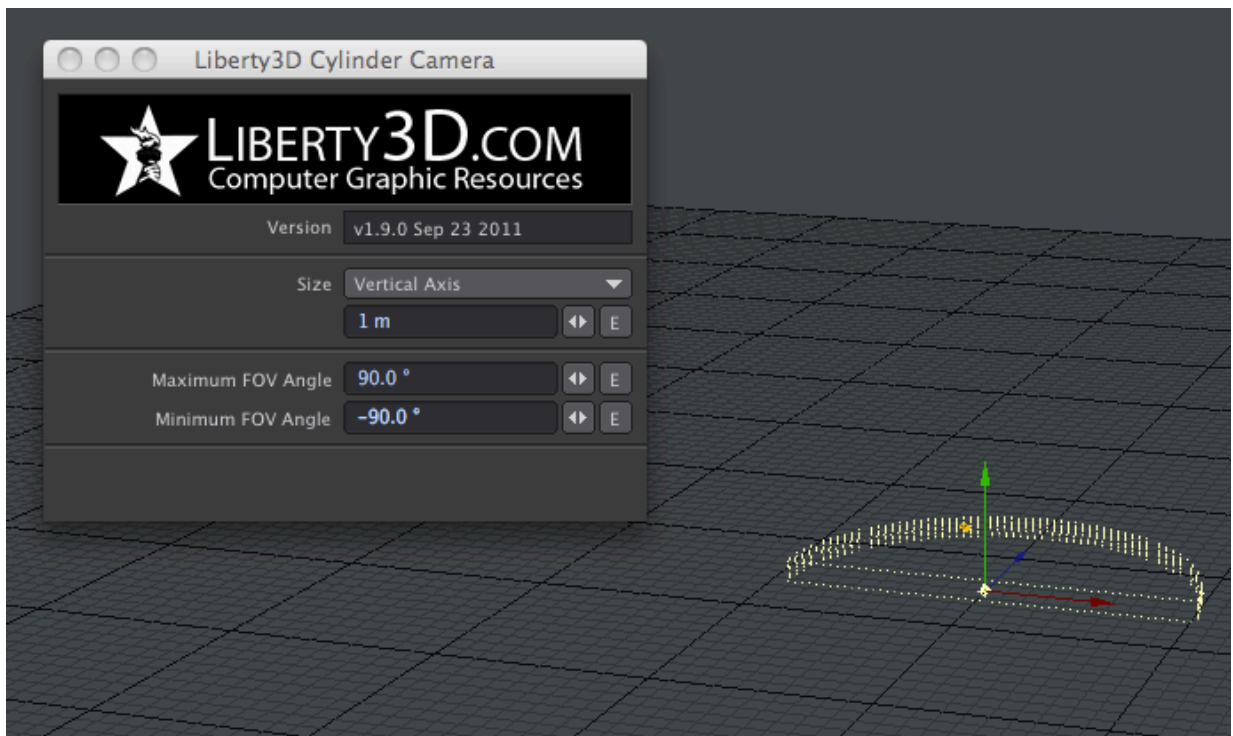 Liberty3D Cylinder Camera
LIBERTY3D.COM
Computer Graphic Resources
Version v1.9.0 Sep 23 2011
Size Vertical Axis
1 m E
Maximum FOV Angle 90.0 ° E
Minimum FOV Angle −90.0 ° E